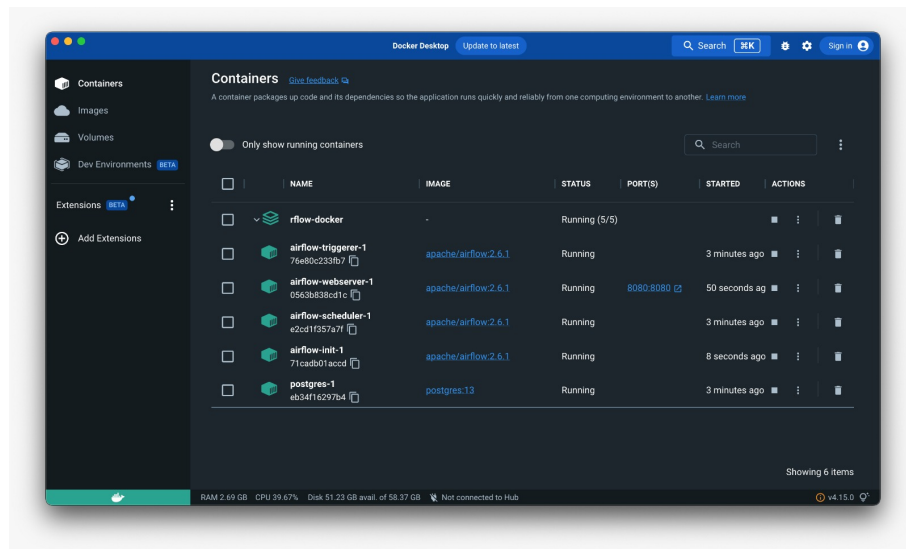 Docker Desktop Update to latest Search ⌘K Sign in
Containers
Images
Volumes
Dev Environments BETA
Extensions BETA
Add Extensions
Containers Give feedback
A container packages up code and its dependencies so the application runs quickly and reliably from one computing environment to another. Learn more
Only show running containers Search
NAME IMAGE STATUS PORT(S) STARTED ACTIONS
rflow-docker - Running (5/5)
airflow-triggerer-1
76e80c233fb7 apache/airflow:2.6.1 Running 3 minutes ago
airflow-webserver-1
0563b838cd1c apache/airflow:2.6.1 Running 8080:8080 50 seconds ag
airflow-scheduler-1
e2cd1f357a7f apache/airflow:2.6.1 Running 3 minutes ago
airflow-init-1
71cadb01accd apache/airflow:2.6.1 Running 8 seconds ago
postgres-1
eb34f16297b4 postgres:13 Running 3 minutes ago
Showing 6 items
RAM 2.69 GB CPU 39.67% Disk 51.23 GB avail. of 58.37 GB Not connected to Hub v4.15.0